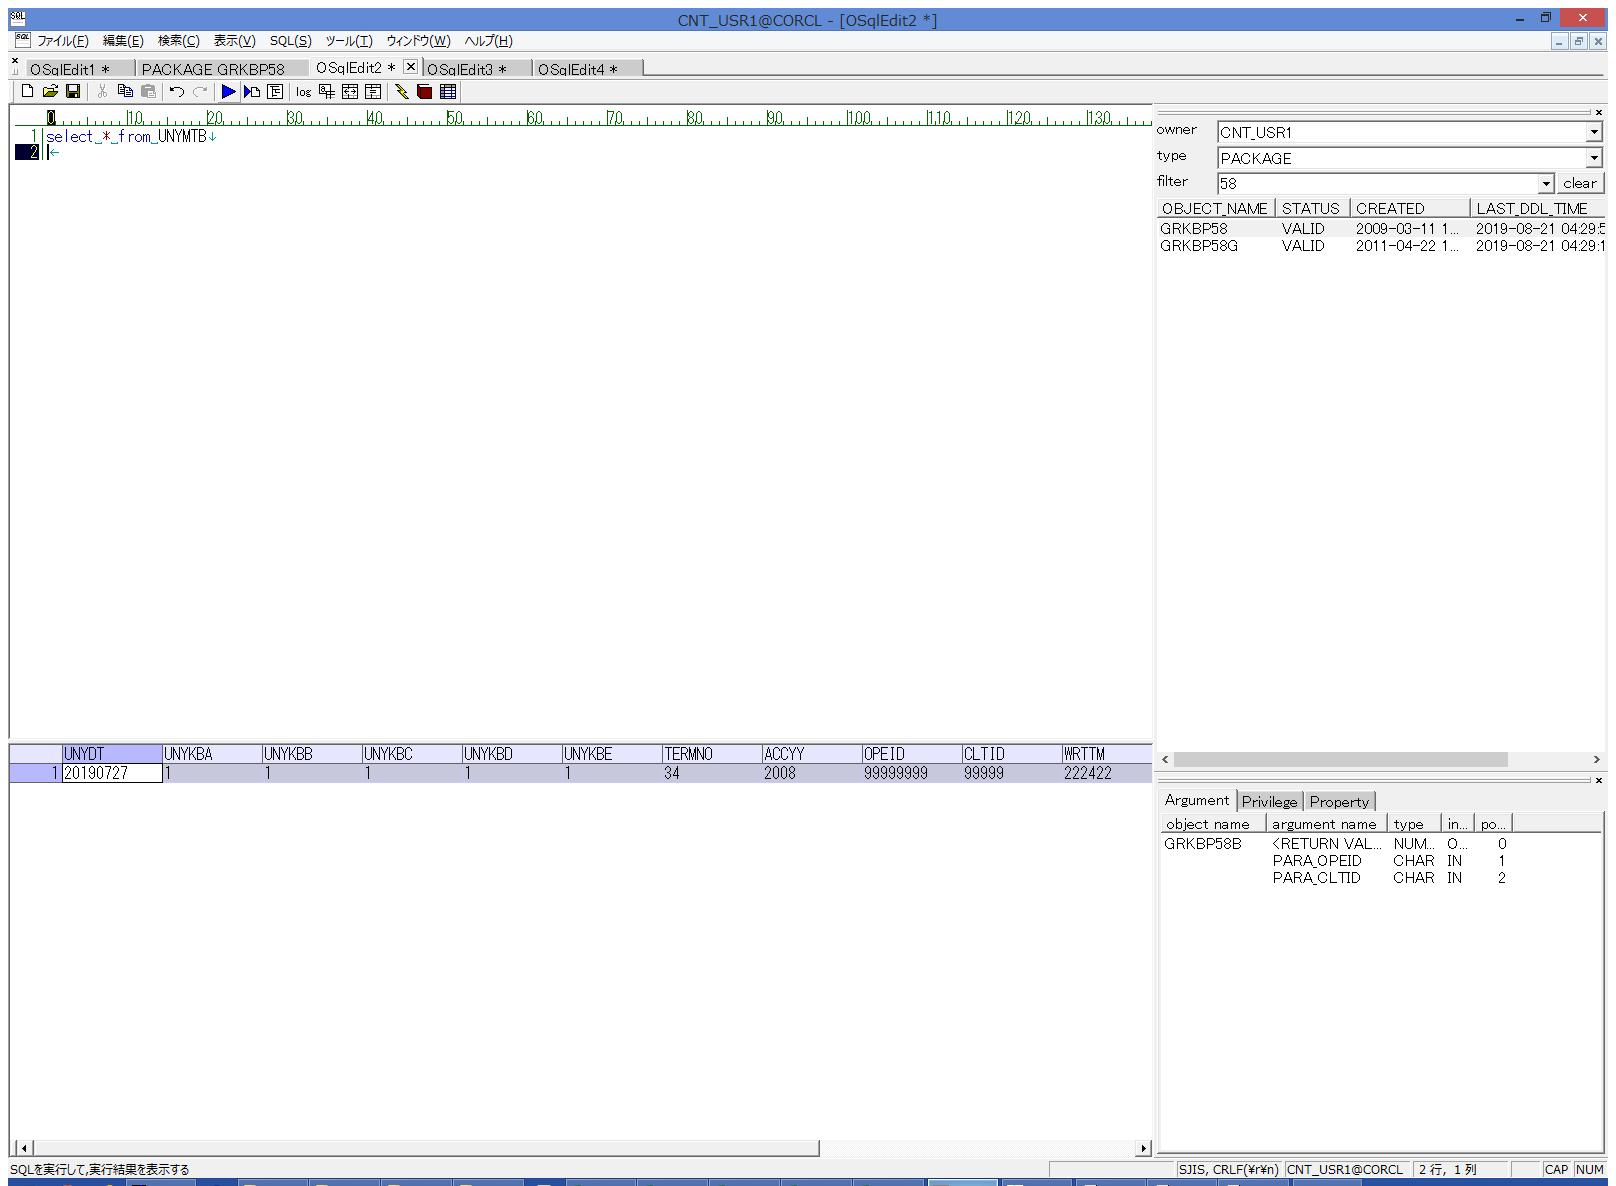 CNT_USR1@CORCL - [OSqlEdit2 *]
ファイル(F) 編集(E) 検索(C) 表示(V) SQL(S) ツール(T) ウィンドウ(W) ヘルプ(H)
OSqlEdit1 * PACKAGE GRKBP58 OSqlEdit2 * OSqlEdit3 * OSqlEdit4 *
log
0 10 20 30 40 50 60 70 80 90 100 110 120 130
1 select * from UNYMTB↓
2 ←
owner CNT_USR1
type PACKAGE
filter 58 clear
OBJECT_NAME STATUS CREATED LAST_DDL_TIME
GRKBP58 VALID 2009-03-11 1... 2019-08-21 04:29:5
GRKBP58G VALID 2011-04-22 1... 2019-08-21 04:29:1
UNYDT UNYKBA UNYKBB UNYKBC UNYKBD UNYKBE TERMNO ACCYY OPEID CLTID WRTTM
1 20190727 1 1 1 1 1 34 2008 99999999 99999 222422
Argument Privilege Property
object name argument name type in... po...
GRKBP58B <RETURN VAL... NUM... O... 0
PARA_OPEID CHAR IN 1
PARA_CLTID CHAR IN 2
SQLを実行して,実行結果を表示する SJIS, CRLF(¥r¥n) CNT_USR1@CORCL 2 行, 1 列 CAP NUM